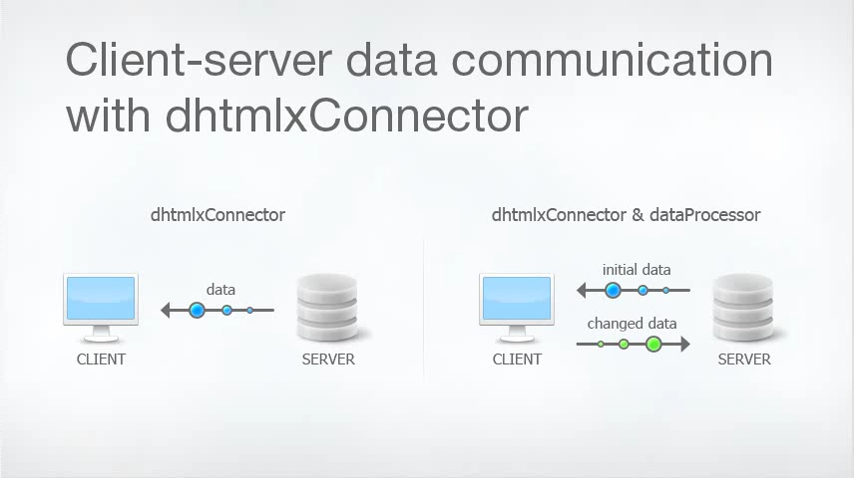 Client-server data communication
with dhtmlxConnector
dhtmlxConnector
data
CLIENT
SERVER
dhtmlxConnector & dataProcessor
initial data
changed data
CLIENT
SERVER